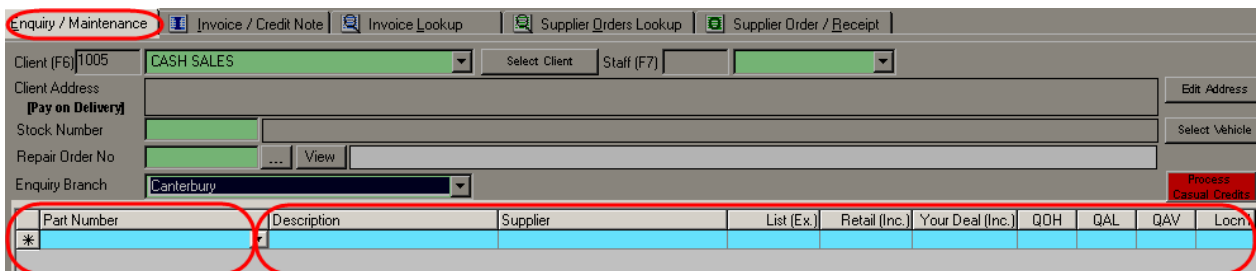 Enquiry / Maintenance Invoice / Credit Note Invoice Lookup Supplier Orders Lookup Supplier Order / Receipt
Client (F6) 1005 CASH SALES Select Client Staff (F7)
Client Address Edit Address
[Pay on Delivery]
Stock Number Select Vehicle
Repair Order No ... View
Enquiry Branch Canterbury Process
Casual Credits
Part Number Description Supplier List (Ex.) Retail (Inc.) Your Deal (Inc.) QOH QAL QAV Locn1
*